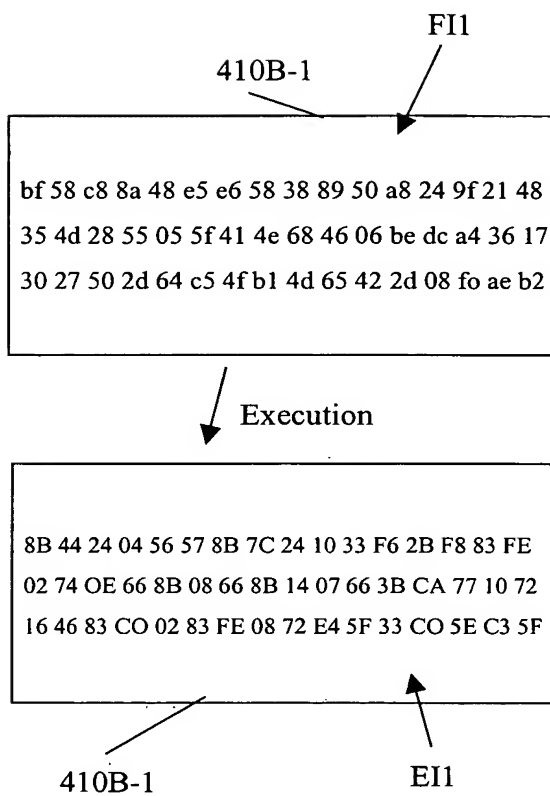 FI1
410B-1
bf 58 c8 8a 48 e5 e6 58 38 89 50 a8 24 9f 21 48
35 4d 28 55 05 5f 41 4e 68 46 06 be dc a4 36 17
30 27 50 2d 64 c5 4f b1 4d 65 42 2d 08 fo ae b2
Execution
8B 44 24 04 56 57 8B 7C 24 10 33 F6 2B F8 83 FE
02 74 OE 66 8B 08 66 8B 14 07 66 3B CA 77 10 72
16 46 83 CO 02 83 FE 08 72 E4 5F 33 CO 5E C3 5F
410B-1
EI1